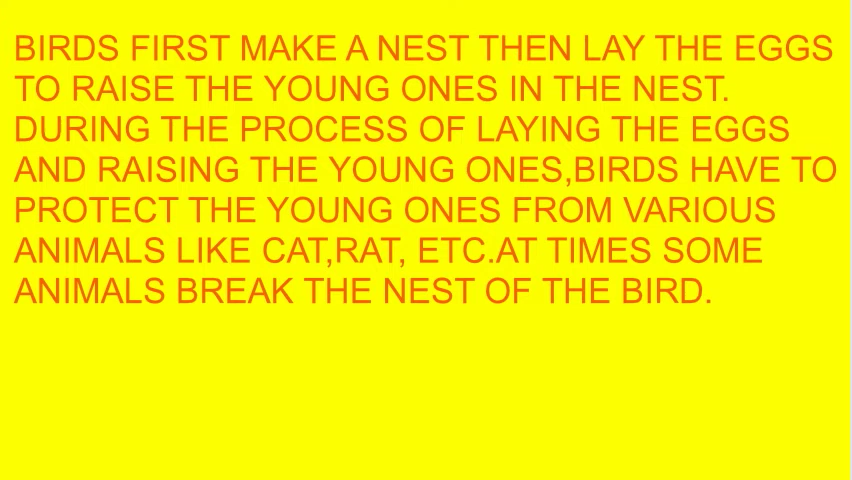 BIRDS FIRST MAKE A NEST THEN LAY THE EGGS
TO RAISE THE YOUNG ONES IN THE NEST.
DURING THE PROCESS OF LAYING THE EGGS
AND RAISING THE YOUNG ONES,BIRDS HAVE TO
PROTECT THE YOUNG ONES FROM VARIOUS
ANIMALS LIKE CAT,RAT, ETC.AT TIMES SOME
ANIMALS BREAK THE NEST OF THE BIRD.